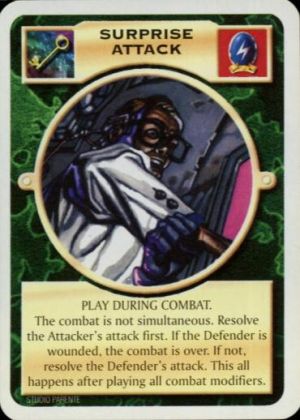 SURPRISE
ATTACK
PLAY DURING COMBAT.
The combat is not simultaneous. Resolve
the Attacker's attack first. If the Defender is
wounded, the combat is over. If not,
resolve the Defender's attack. This all
happens after playing all combat modifiers.
STUDIO PARENTE